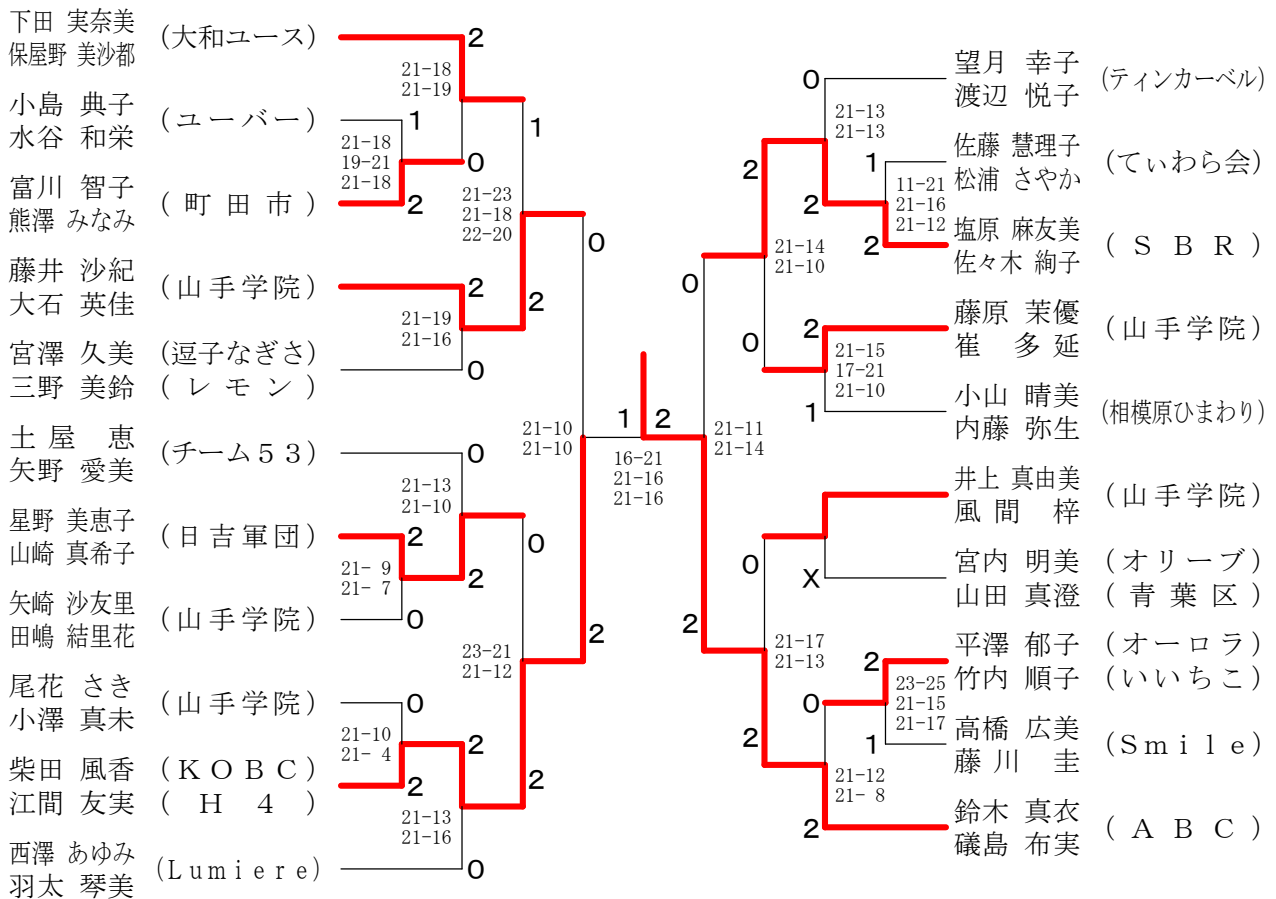 下田 実奈美
保屋野 美沙都
(大和ユース)
2
21-18
21-19
小島 典子
水谷 和栄
(ユーバー)
1
21-18
19-21
21-18
0
1
富川 智子
熊澤 みなみ
(町田市)
2
21-23
21-18
22-20
0
藤井 沙紀
大石 英佳
(山手学院)
2
21-19
21-16
2
宮澤 久美
三野 美鈴
(逗子なぎさ)
(レモン)
0
21-10
21-10
土屋 恵
矢野 愛美
(チーム53)
0
21-13
21-10
星野 美恵子
山崎 真希子
(日吉軍団)
2
21- 9
21- 7
2
0
矢崎 沙友里
田嶋 結里花
(山手学院)
0
23-21
21-12
2
尾花 さき
小澤 真未
(山手学院)
0
21-10
21- 4
2
柴田 風香
江間 友実
(KOBC)
(H4)
2
2
21-13
21-16
西澤 あゆみ
羽太 琴美
(Lumiere)
0
1
2
16-21
21-16
21-16
望月 幸子
渡辺 悦子
(ティンカーベル)
0
21-13
21-13
佐藤 慧理子
松浦 さやか
(てぃわら会)
1
11-21
21-16
21-12
2
2
塩原 麻友美
佐々木 絢子
(SBR)
2
21-14
21-10
0
藤原 茉優
崔 多延
(山手学院)
2
21-15
17-21
21-10
0
小山 晴美
内藤 弥生
(相模原ひまわり)
1
21-11
21-14
井上 真由美
風間 梓
(山手学院)
0
宮内 明美
山田 真澄
(オリーブ)
(青葉区)
X
2
21-17
21-13
平澤 郁子
竹内 順子
(オーロラ)
(いいちこ)
2
23-25
21-15
21-17
0
高橋 広美
藤川 圭
(Smile)
1
2
21-12
21- 8
鈴木 真衣
礒島 布実
(ABC)
2